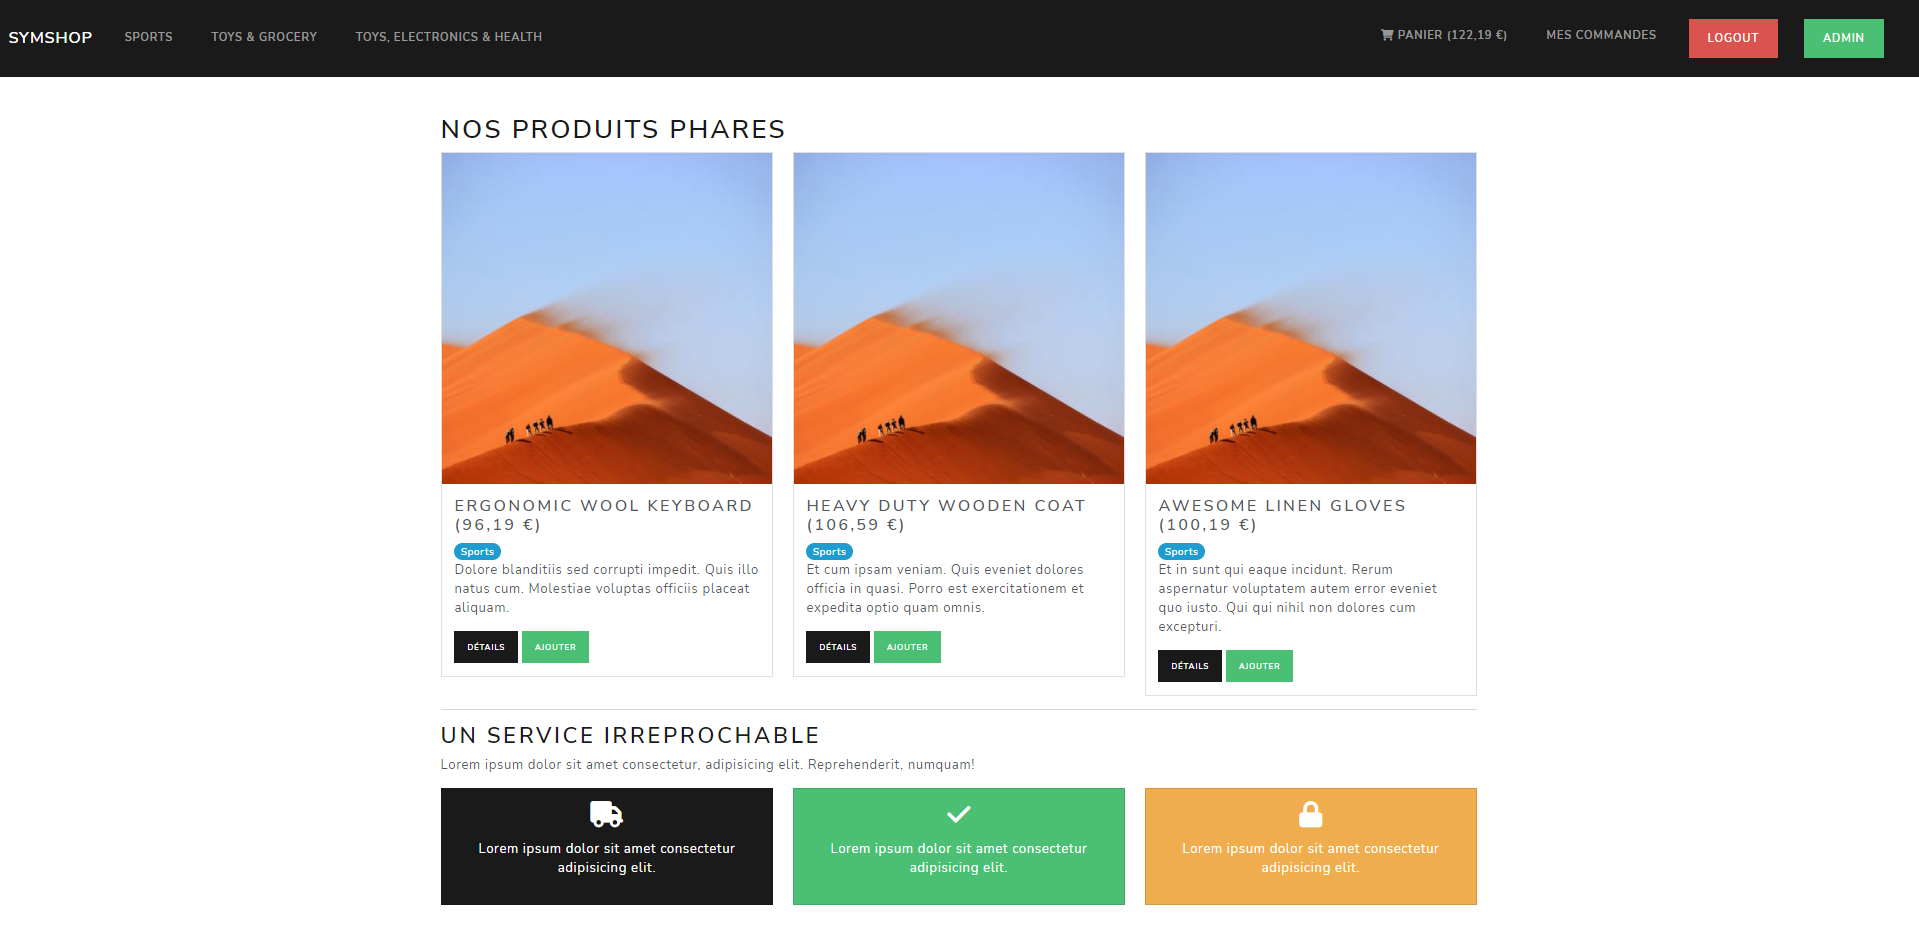 SYMSHOP SPORTS TOYS & GROCERY TOYS, ELECTRONICS & HEALTH PANIER (122,19 €) MES COMMANDES LOGOUT ADMIN
NOS PRODUITS PHARES
ERGONOMIC WOOL KEYBOARD
(96,19 €)
Sports
Dolore blanditiis sed corrupti impedit. Quis illo
natus cum. Molestiae voluptas officiis placeat
aliquam.
DÉTAILS AJOUTER
HEAVY DUTY WOODEN COAT
(106,59 €)
Sports
Et cum ipsam veniam. Quis eveniet dolores
officia in quasi. Porro est exercitationem et
expedita optio quam omnis.
DÉTAILS AJOUTER
AWESOME LINEN GLOVES
(100,19 €)
Sports
Et in sunt qui eaque incidunt. Rerum
aspernatur voluptatem autem error eveniet
quo iusto. Qui qui nihil non dolores cum
excepturi.
DÉTAILS AJOUTER
UN SERVICE IRREPROCHABLE
Lorem ipsum dolor sit amet consectetur, adipisicing elit. Reprehenderit, numquam!
Lorem ipsum dolor sit amet consectetur
adipisicing elit.
Lorem ipsum dolor sit amet consectetur
adipisicing elit.
Lorem ipsum dolor sit amet consectetur
adipisicing elit.